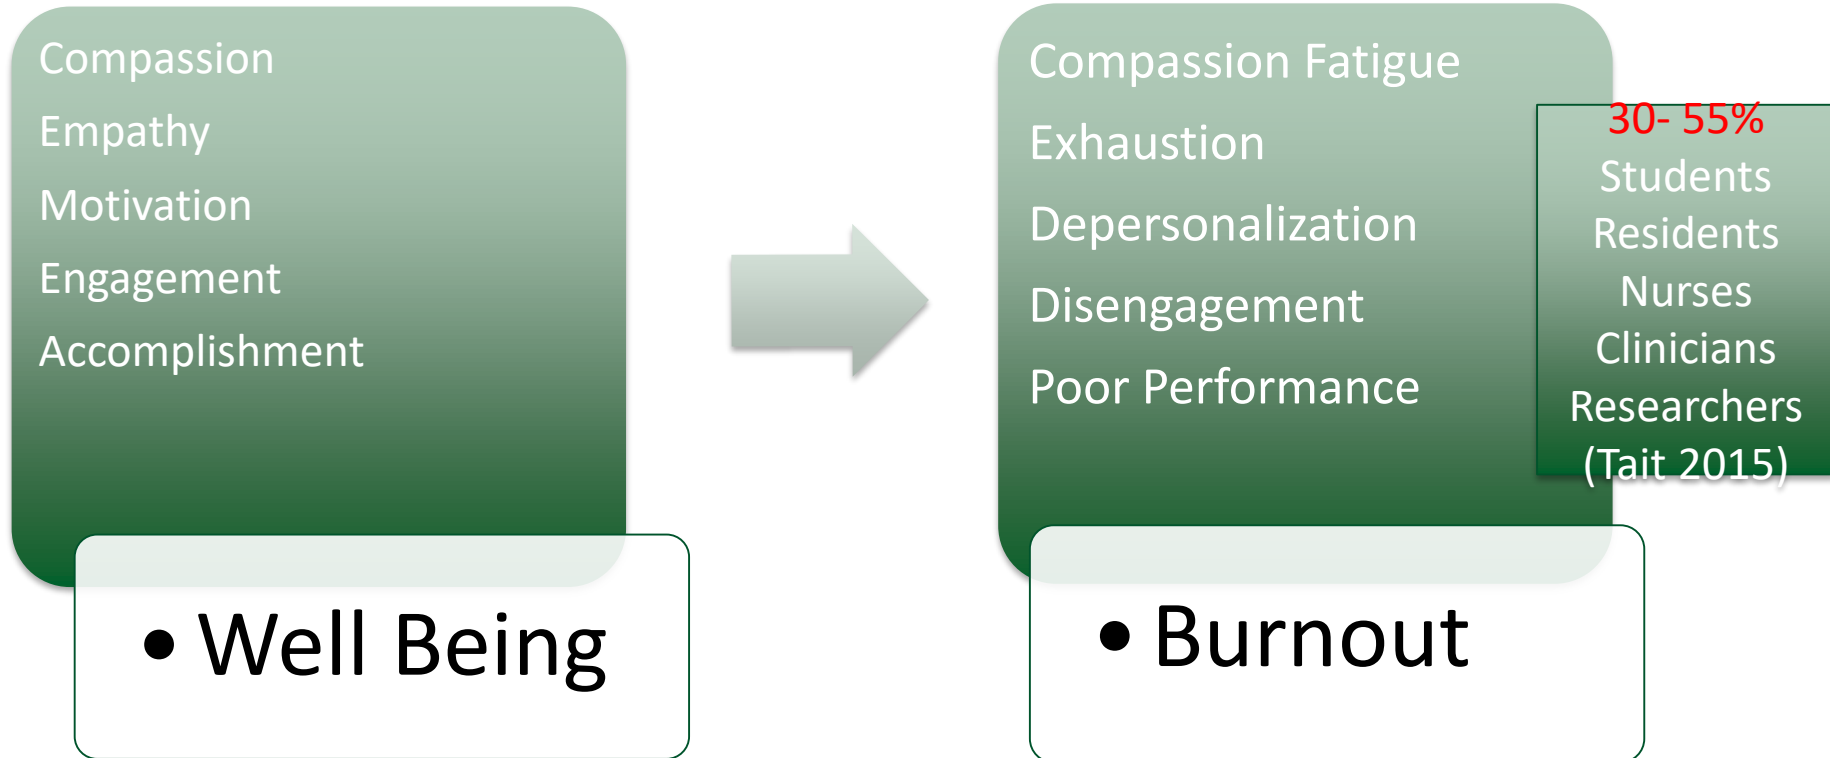 Compassion
Empathy
Motivation
Engagement
Accomplishment
• Well Being
Compassion Fatigue
Exhaustion
Depersonalization
Disengagement
Poor Performance
• Burnout
30- 55%
Students
Residents
Nurses
Clinicians
Researchers
(Tait 2015)